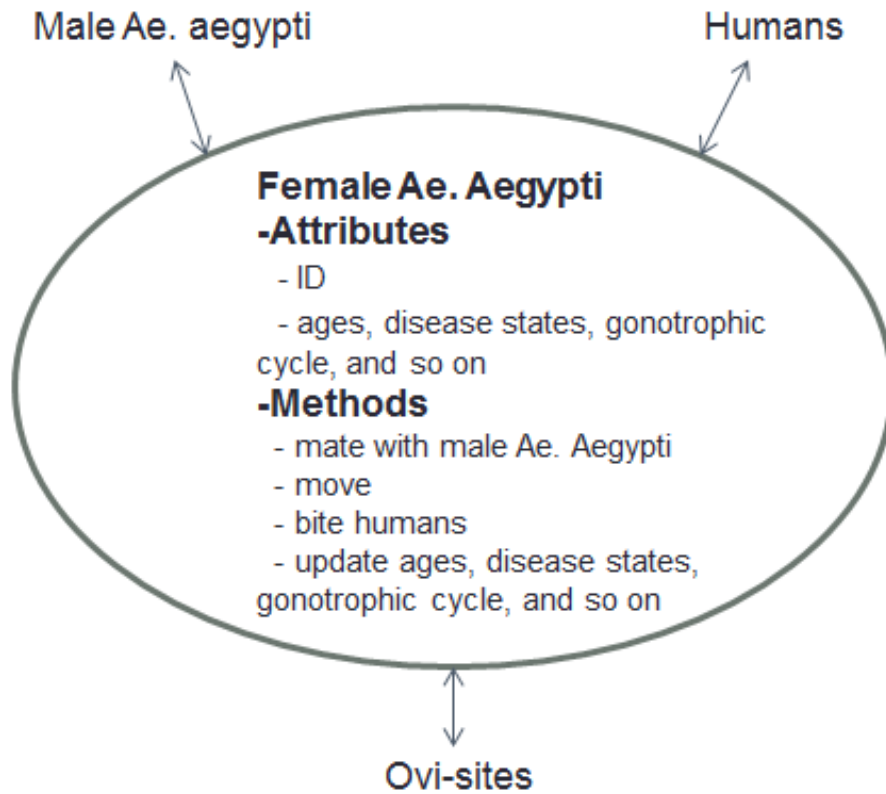 Male Ae. aegypti
Humans
Female Ae. Aegypti
-Attributes
- ID
- ages, disease states, gonotrophic
cycle, and so on
-Methods
- mate with male Ae. Aegypti
- move
- bite humans
- update ages, disease states,
gonotrophic cycle, and so on
Ovi-sites